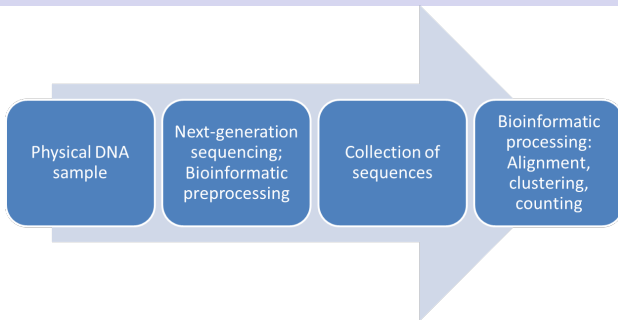 Physical DNA
sample
Next-generation
sequencing;
Bioinformatic
preprocessing
Collection of
sequences
Bioinformatic
processing:
Alignment,
clustering,
counting